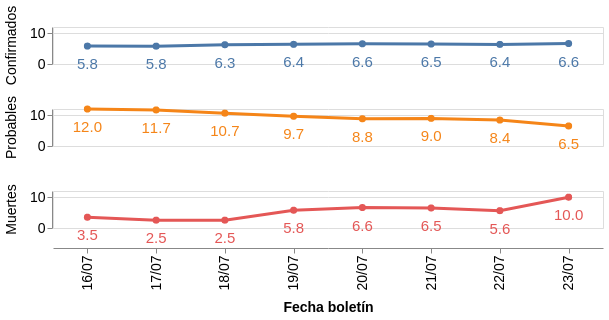 Confirmados
10
0
5.8 5.8 6.3 6.4 6.6 6.5 6.4 6.6
Probables
10
0
12.0 11.7 10.7 9.7 8.8 9.0 8.4 6.5
Muertes
10
0
3.5 2.5 2.5 5.8 6.6 6.5 5.6 10.0
16/07 17/07 18/07 19/07 20/07 21/07 22/07 23/07
Fecha boletín